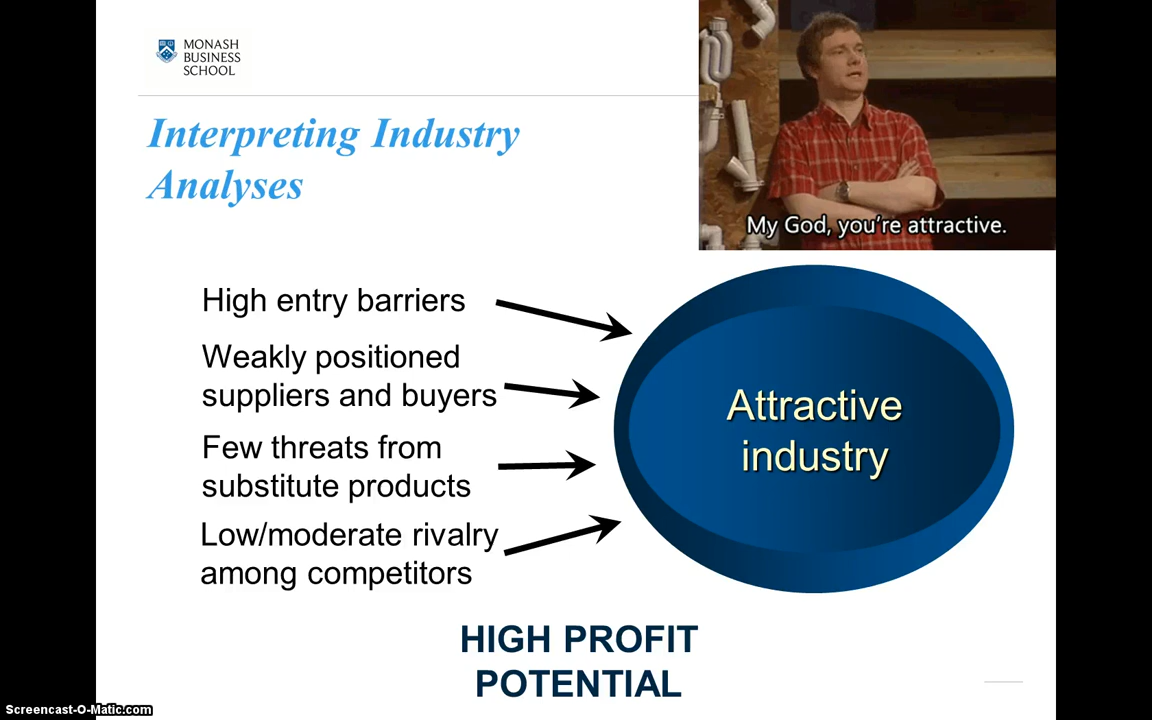 MONASH
BUSINESS
SCHOOL
Interpreting Industry
Analyses
My God, you're attractive.
High entry barriers
Weakly positioned
suppliers and buyers
Few threats from
substitute products
Low/moderate rivalry
among competitors
Attractive
industry
HIGH PROFIT
POTENTIAL
Screencast-O-Matic.com